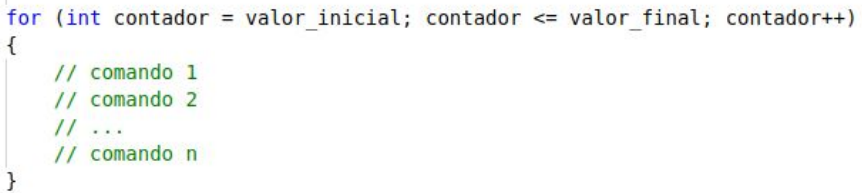 for (int contador = valor_inicial; contador <= valor_final; contador++)
{
    // comando 1
    // comando 2
    // ...
    // comando n
}